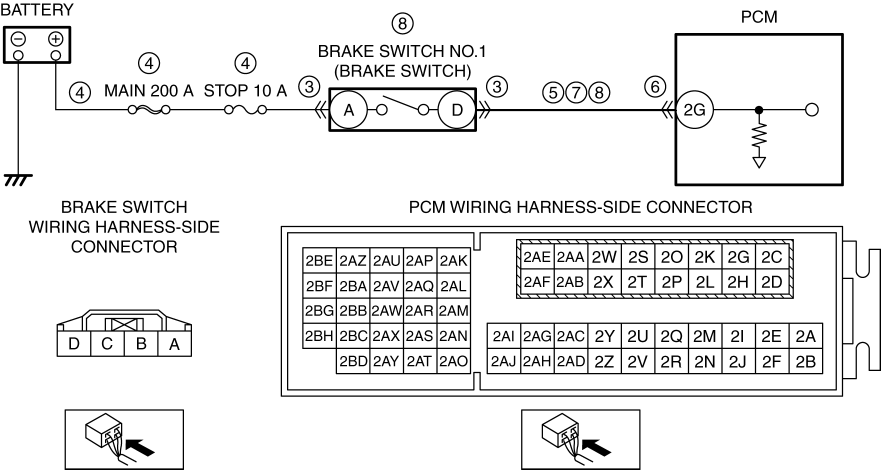 BATTERY
PCM
⑧
BRAKE SWITCH NO.1
(BRAKE SWITCH)
− +
④ ④
④ MAIN 200 A STOP 10 A ③ ③ ⑤⑦⑧ ⑥
A D 2G
BRAKE SWITCH
WIRING HARNESS-SIDE
CONNECTOR
D C B A
PCM WIRING HARNESS-SIDE CONNECTOR
2BE 2AZ 2AU 2AP 2AK
2BF 2BA 2AV 2AQ 2AL
2BG 2BB 2AW 2AR 2AM
2BH 2BC 2AX 2AS 2AN
2BD 2AY 2AT 2AO
2AE 2AA 2W 2S 2O 2K 2G 2C
2AF 2AB 2X 2T 2P 2L 2H 2D
2AI 2AG 2AC 2Y 2U 2Q 2M 2I 2E 2A
2AJ 2AH 2AD 2Z 2V 2R 2N 2J 2F 2B